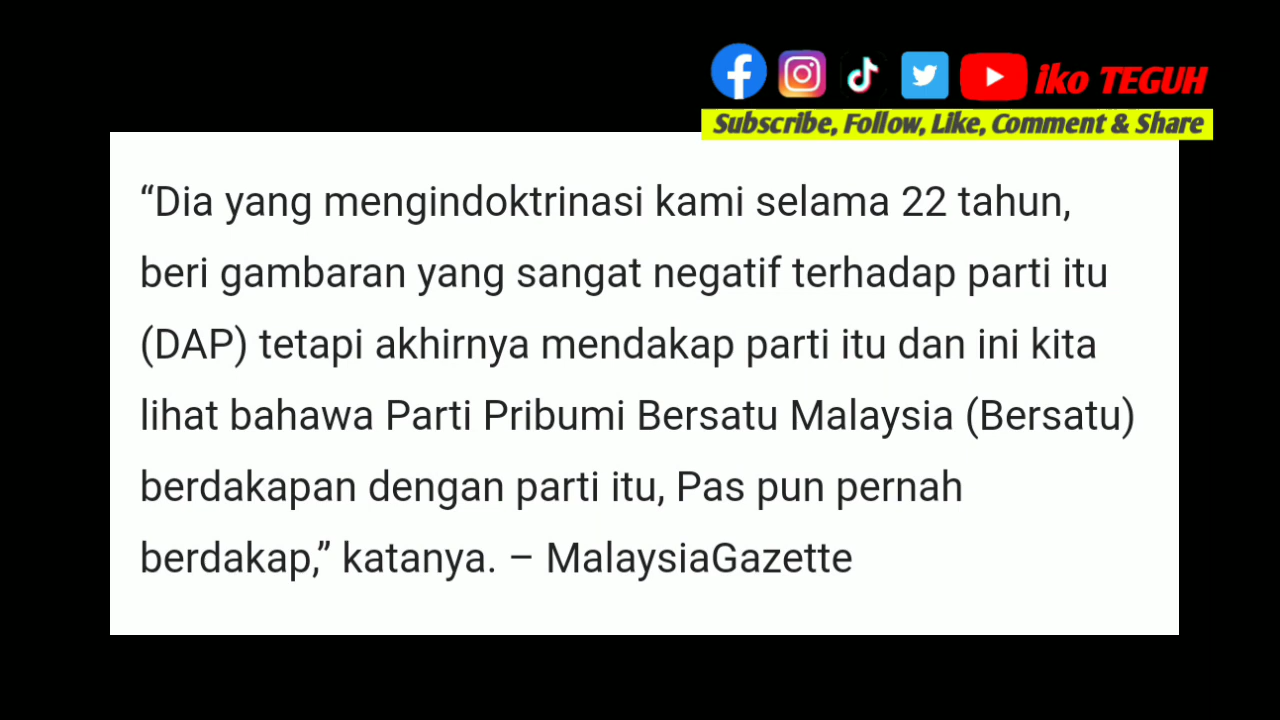 iko TEGUH
Subscribe, Follow, Like, Comment & Share
“Dia yang mengindoktrinasi kami selama 22 tahun,
beri gambaran yang sangat negatif terhadap parti itu
(DAP) tetapi akhirnya mendakap parti itu dan ini kita
lihat bahawa Parti Pribumi Bersatu Malaysia (Bersatu)
berdakapan dengan parti itu, Pas pun pernah
berdakap,” katanya. – MalaysiaGazette